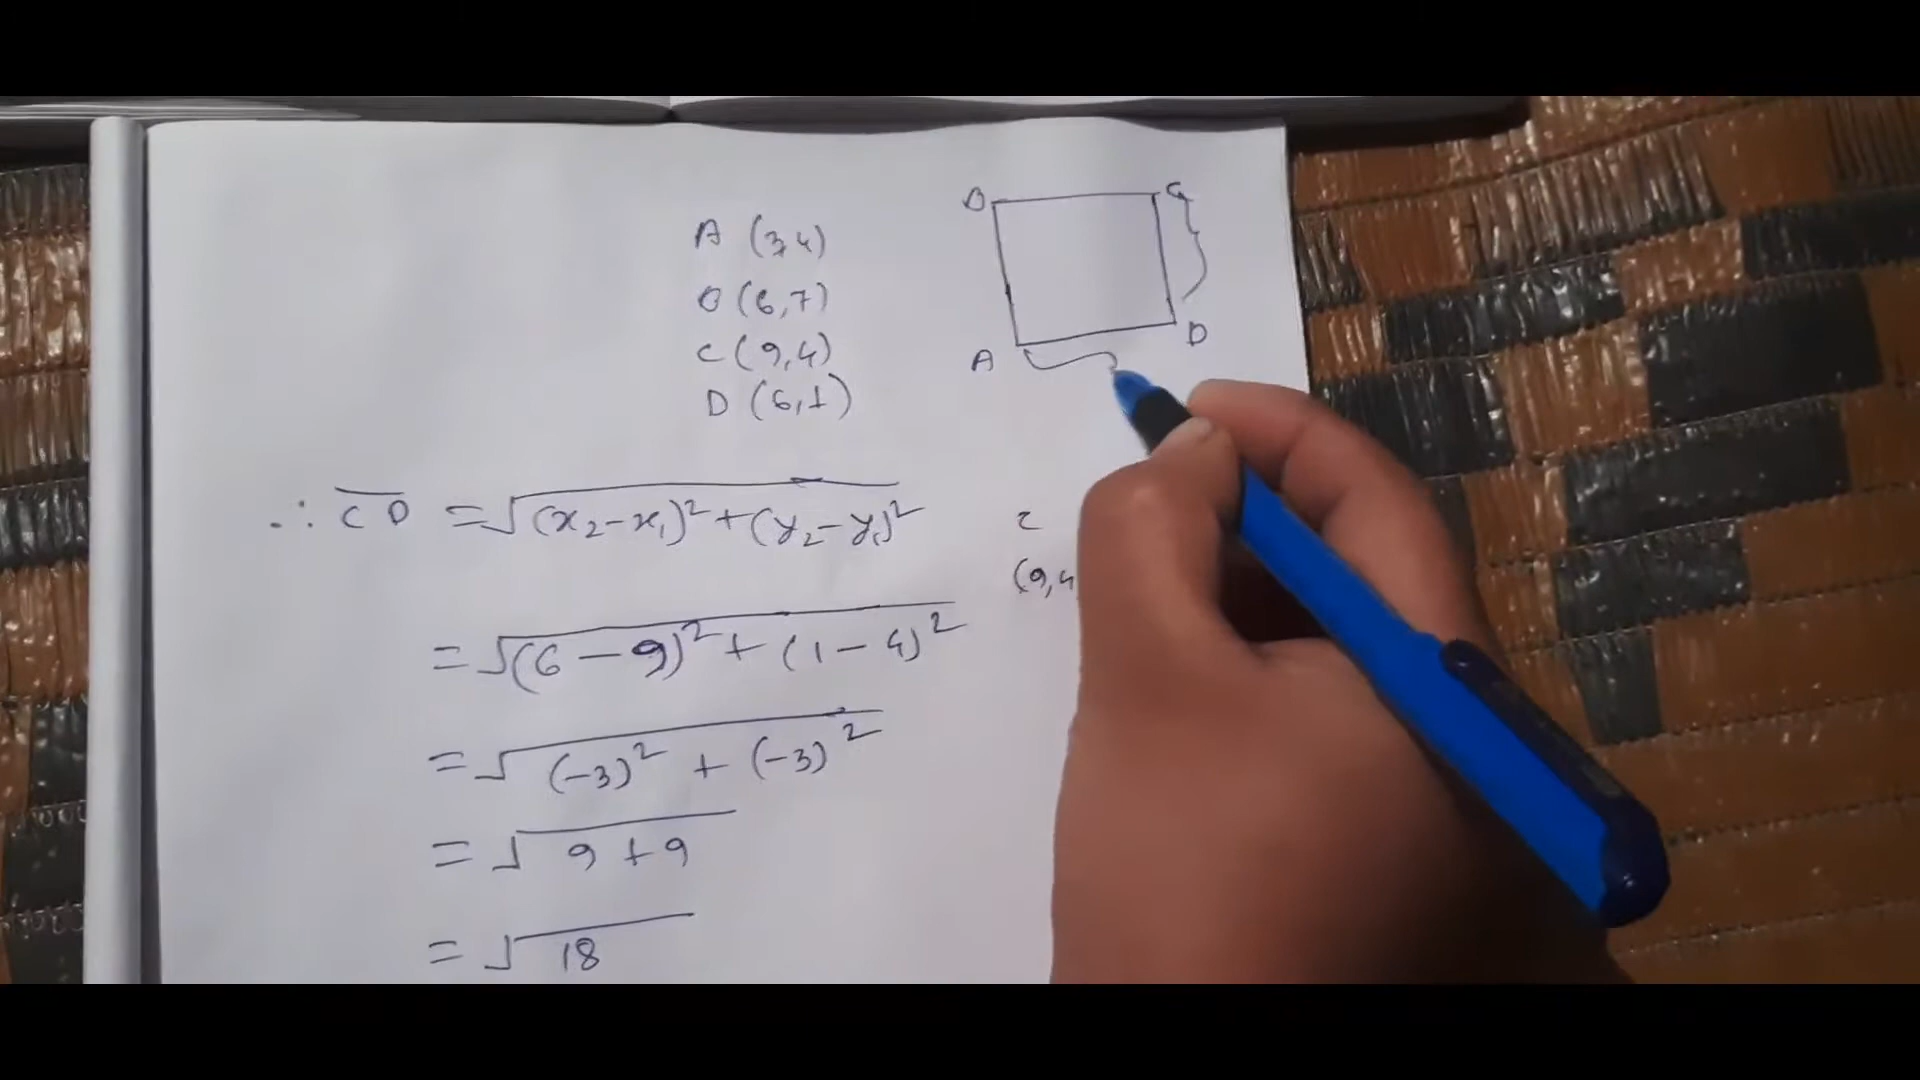 B C
A (3,4)
B (6,7)
C (9,4)
D (6,1)
A D
∴ \overline{CD} = √((x₂-x₁)²+(y₂-y₁)²)
C
(9,4
= √((6-9)²+(1-4)²)
= √((-3)²+(-3)²)
= √(9+9)
= √18